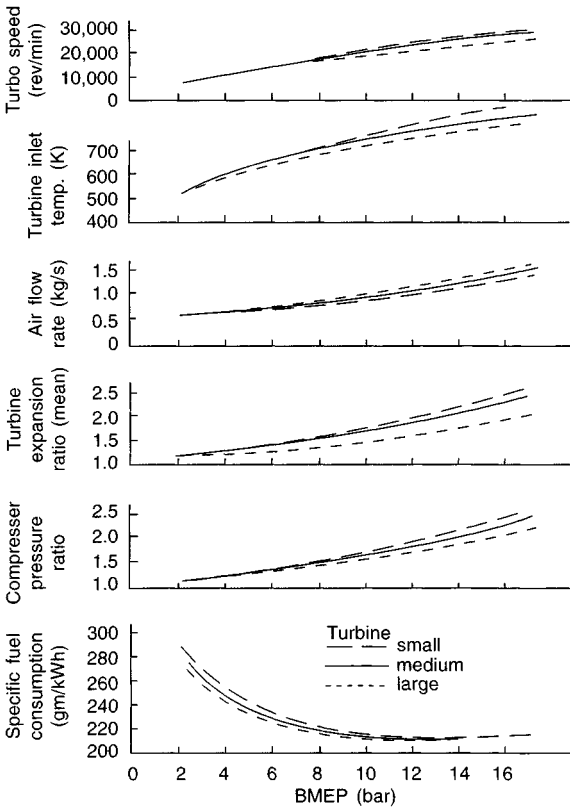 Turbo speed
(rev/min)
30,000
20,000
10,000
0
Turbine inlet
temp. (K)
700
600
500
400
Air flow
rate (kg/s)
1.5
1.0
0.5
0
Turbine
expansion
ratio (mean)
2.5
2.0
1.5
1.0
Compresser
pressure
ratio
2.5
2.0
1.5
1.0
Specific fuel
consumption
(gm/kWh)
300
280
260
240
220
200
Turbine
small
medium
large
0 2 4 6 8 10 12 14 16
BMEP (bar)